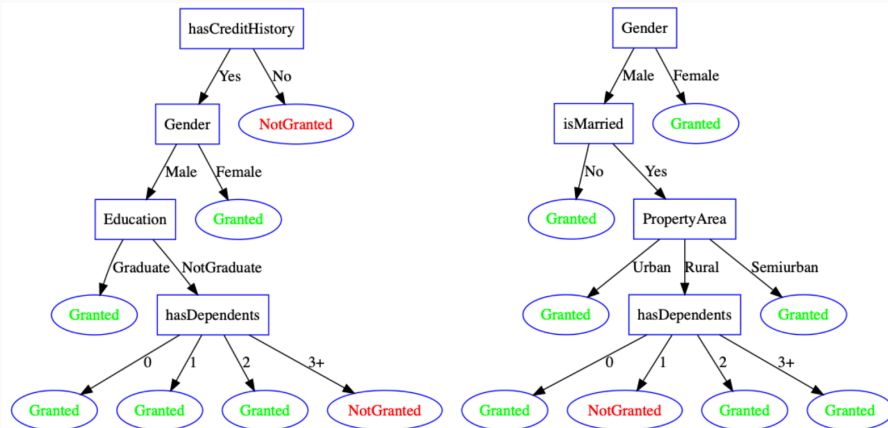 hasCreditHistory
Gender
Yes
No
Male
Female
Gender
NotGranted
isMarried
Granted
Male
Female
No
Yes
Education
Granted
Granted
PropertyArea
Graduate
NotGraduate
Urban
Rural
Semiurban
Granted
hasDependents
Granted
hasDependents
Granted
0
1
2
3+
0
1
2
3+
Granted
Granted
Granted
NotGranted
Granted
NotGranted
Granted
Granted